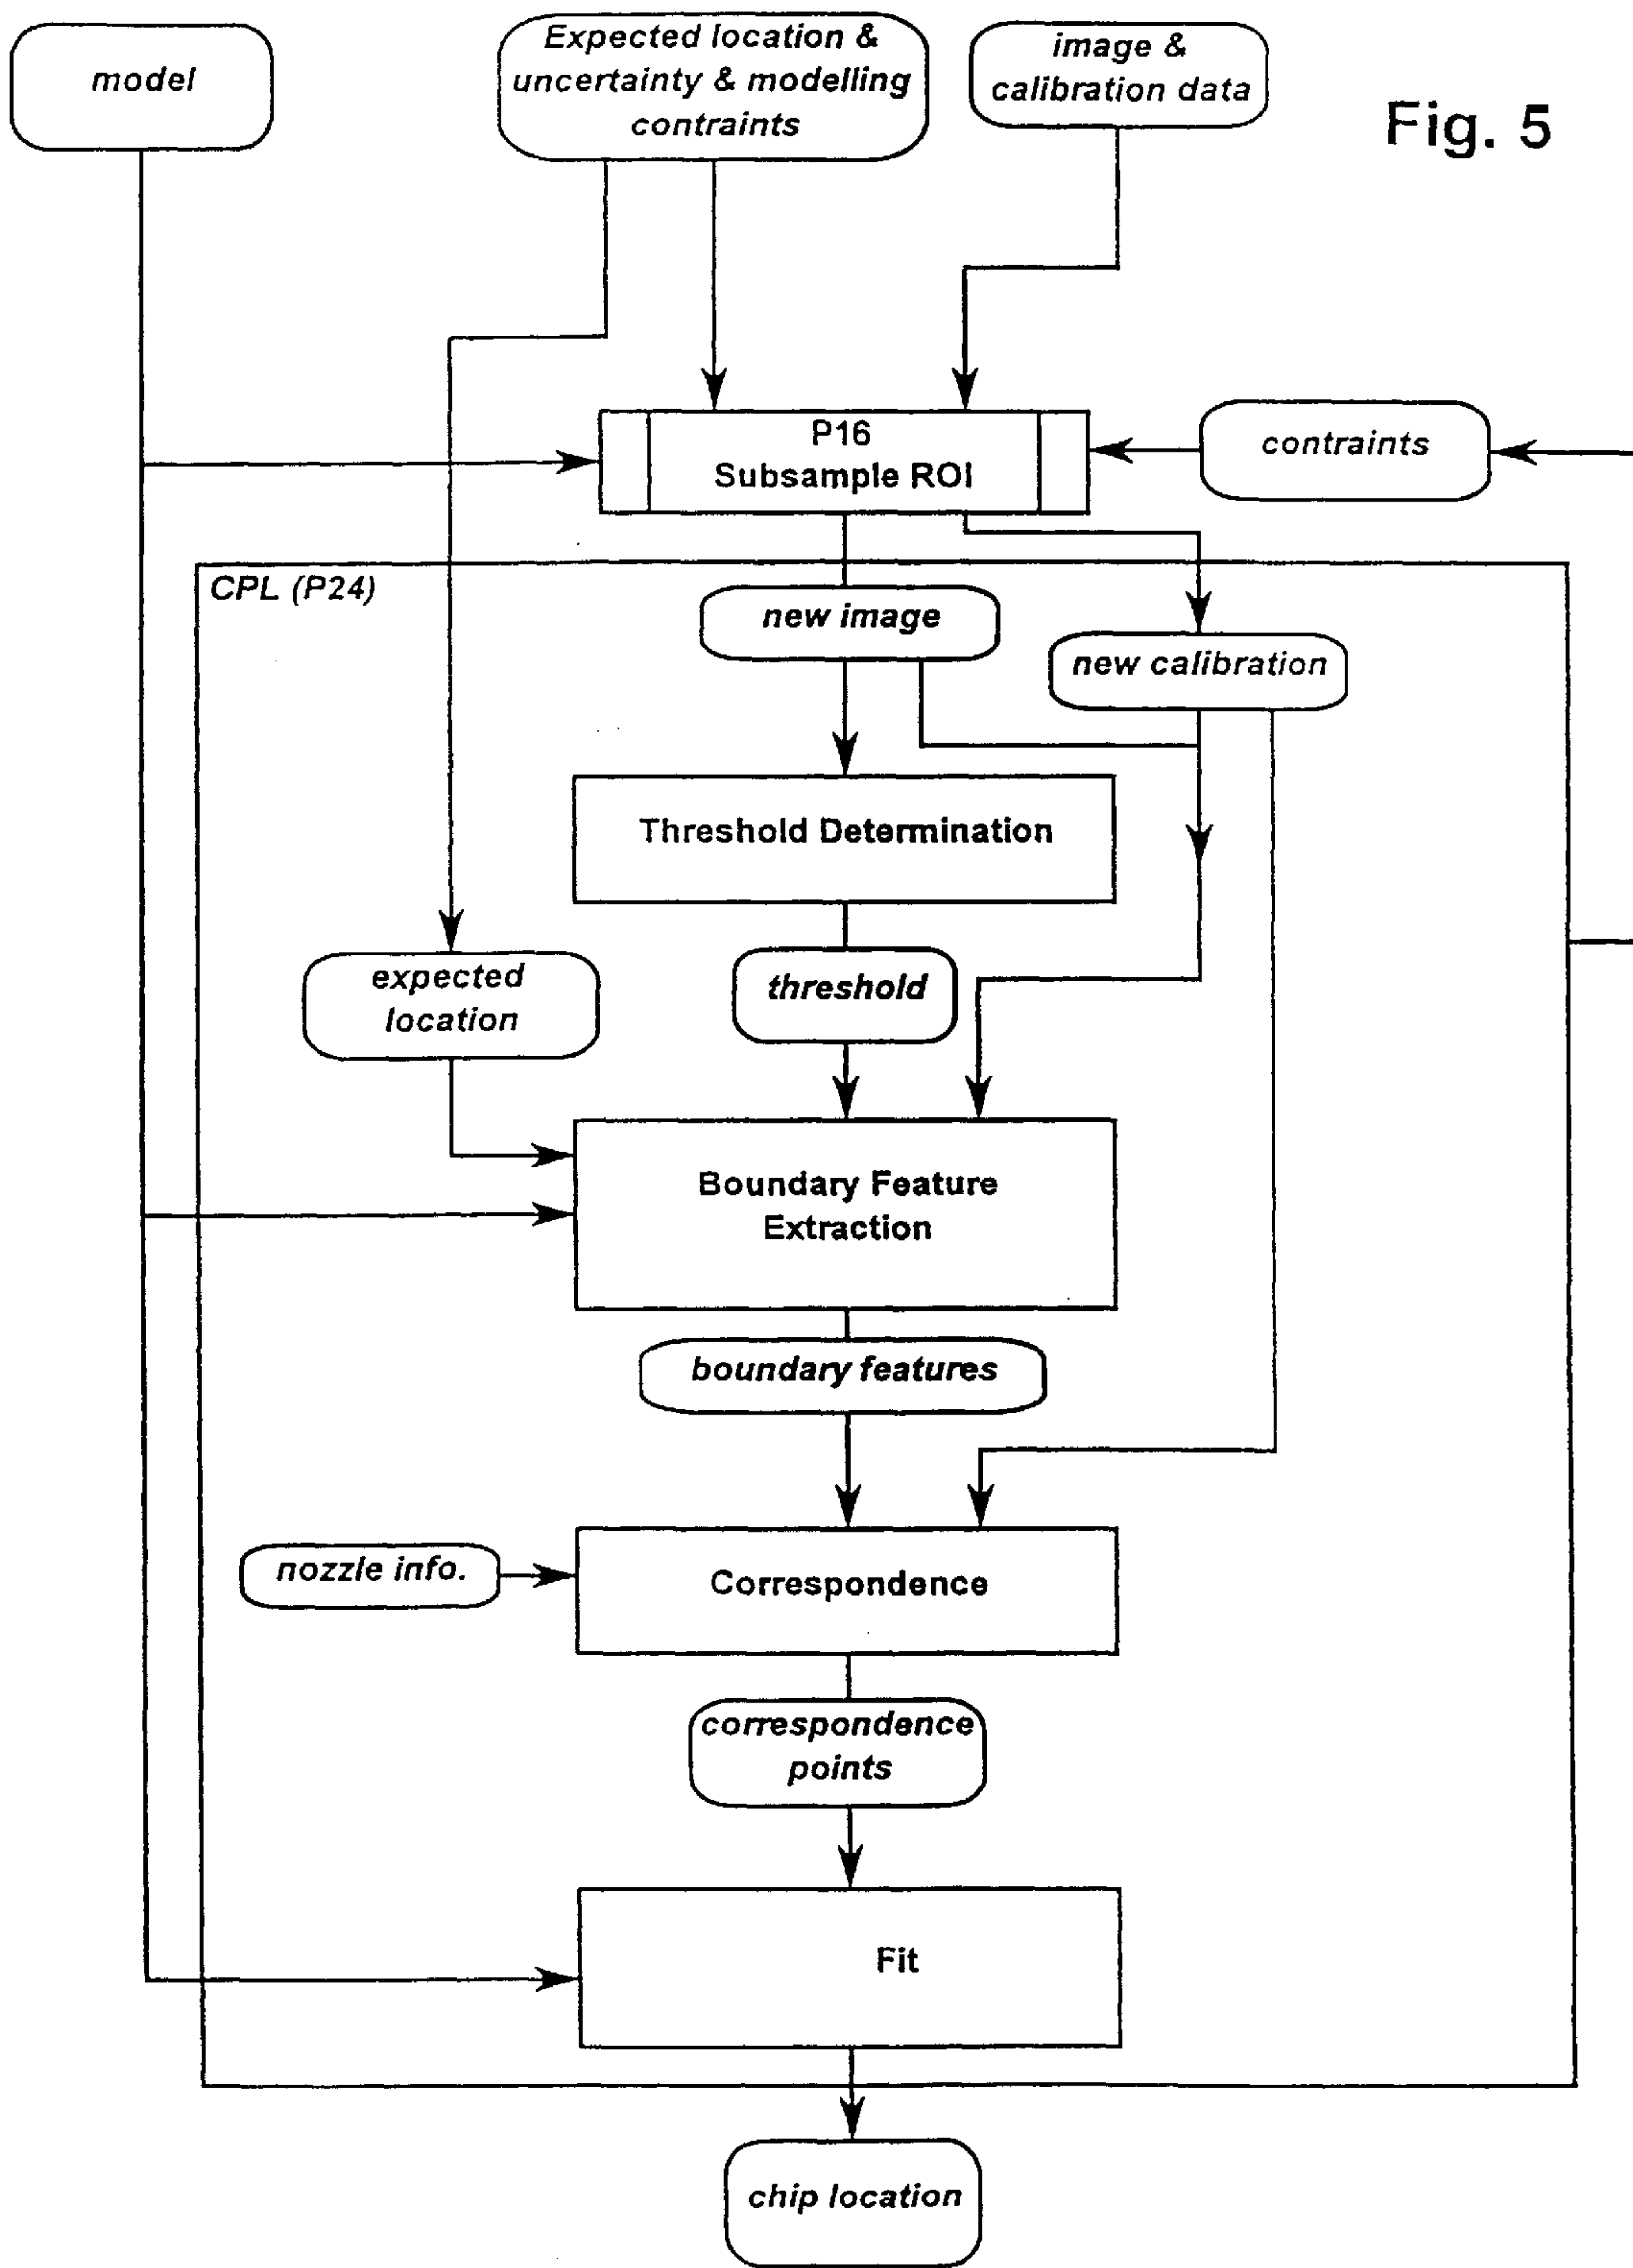 model
Expected location &
uncertainty & modelling
contraints
image &
calibration data
Fig. 5
P16
Subsample ROI
contraints
CPL (P24)
new image
new calibration
Threshold Determination
expected
location
threshold
Boundary Feature
Extraction
boundary features
nozzle info.
Correspondence
correspondence
points
Fit
chip location